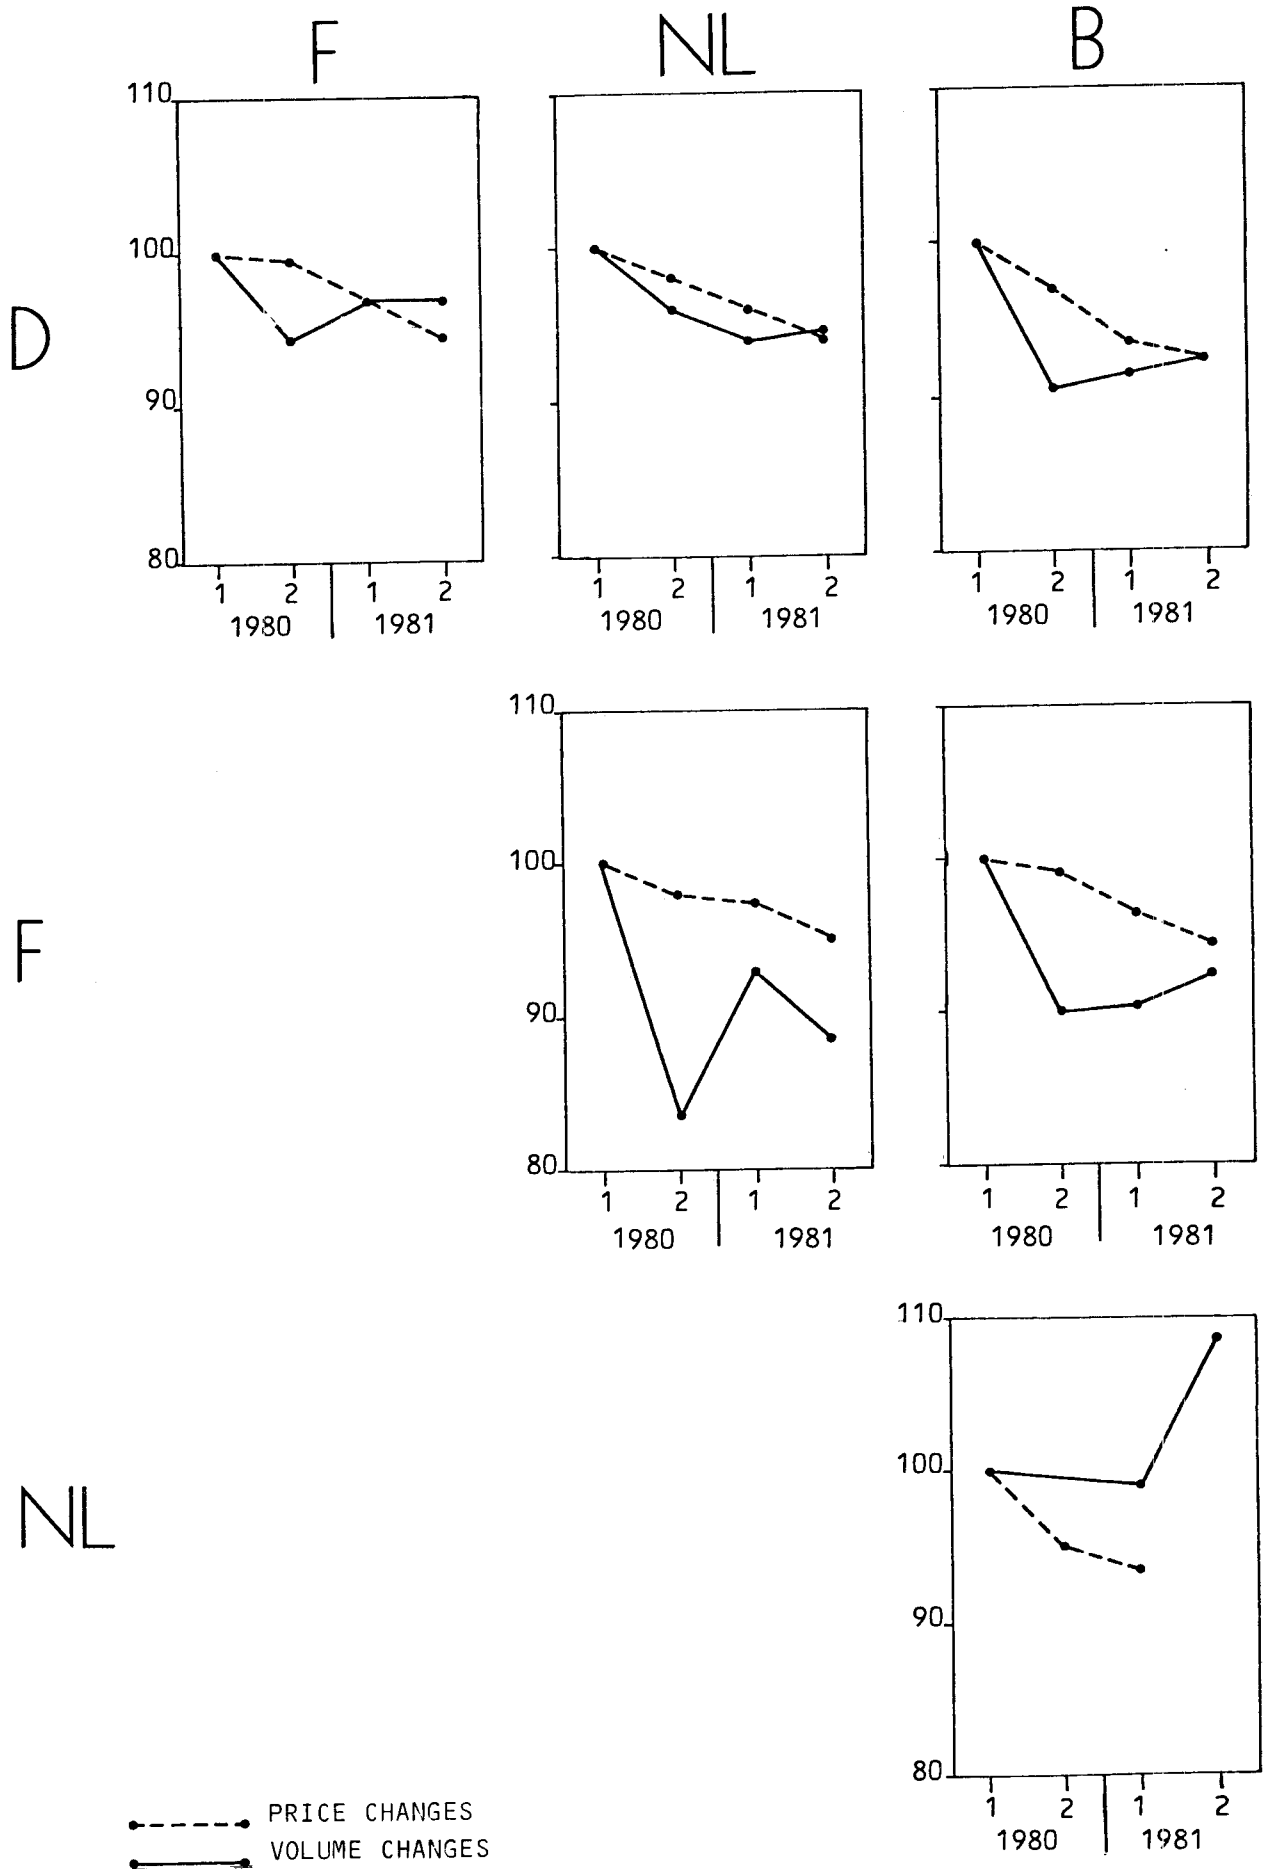 F NL B
110
100
D
90
80
1 2 1 2 1 2 1 2 1 2 1 2
1980 1981 1980 1981 1980 1981
110
100
F
90
80
1 2 1 2 1 2 1 2
1980 1981 1980 1981
110
100
NL
90
80
1 2 1 2
PRICE CHANGES
1980 1981
VOLUME CHANGES